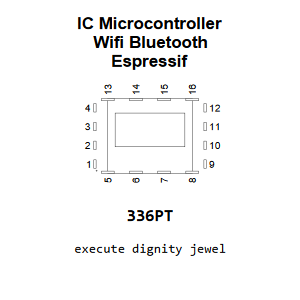 IC Microcontroller
Wifi Bluetooth
Espressif
13 14 15 16
4 12
3 11
2 10
1 9
5 6 7 8
336PT
execute dignity jewel